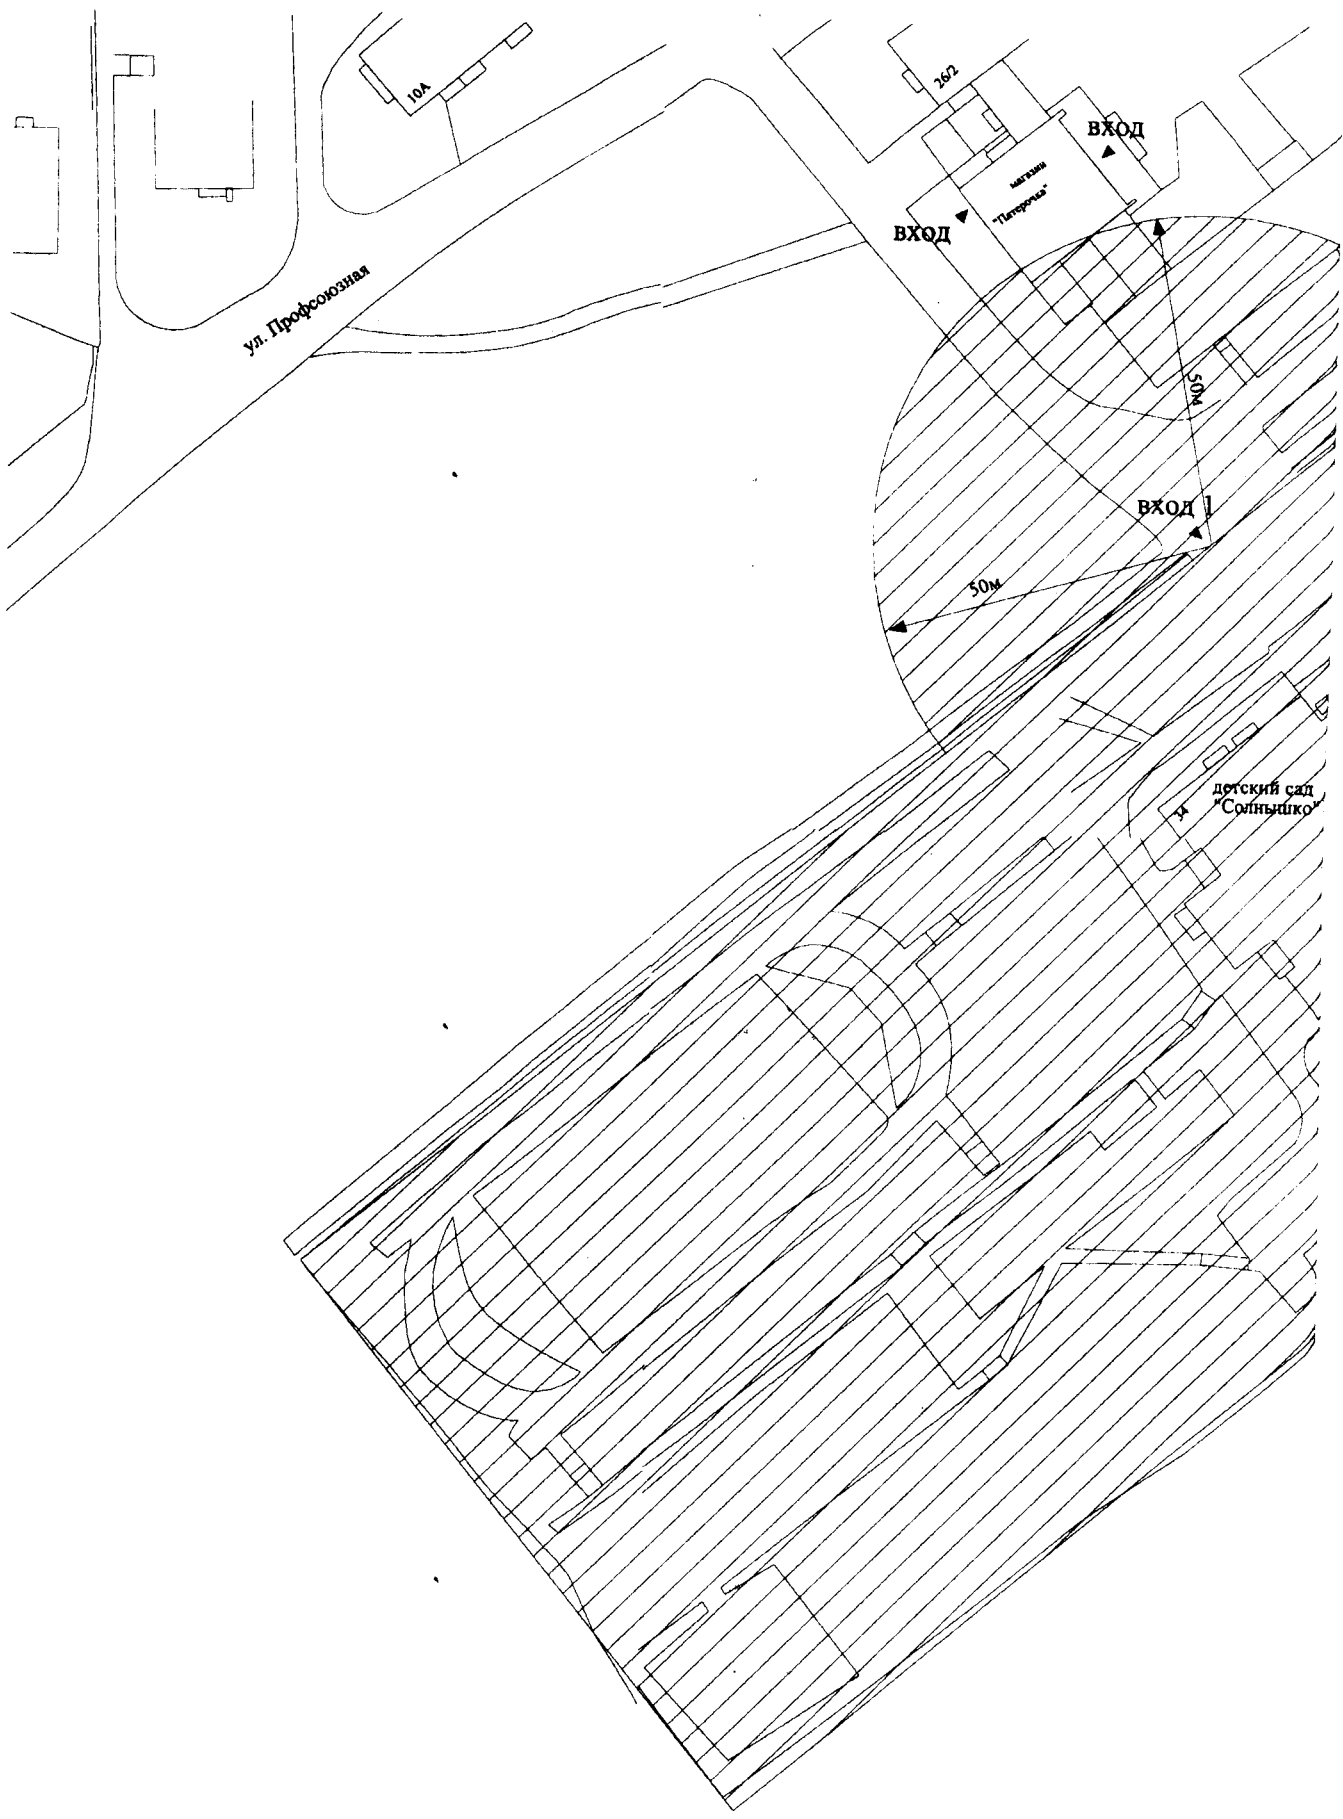 10А
26/2
ВХОД
магазин
"Пятерочка"
ВХОД
ул. Профсоюзная
50м
ВХОД 1
50м
детский сад
"Солнышко"
34